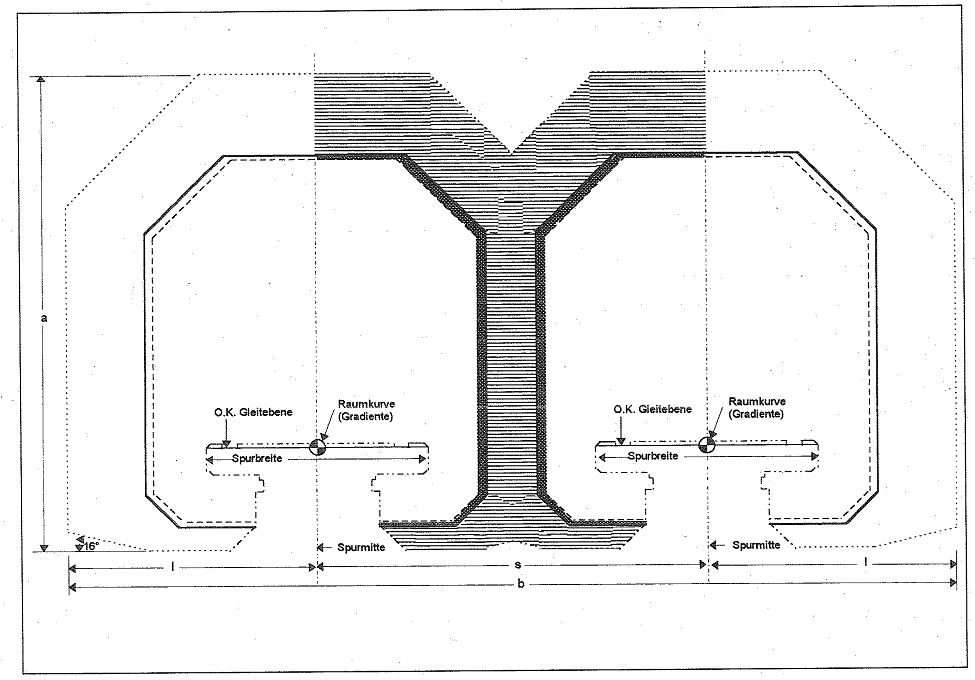 a
O.K. Gleitebene
Raumkurve
(Gradiente)
Spurbreite
O.K. Gleitebene
Raumkurve
(Gradiente)
Spurbreite
16°
Spurmitte
Spurmitte
l
s
l
b